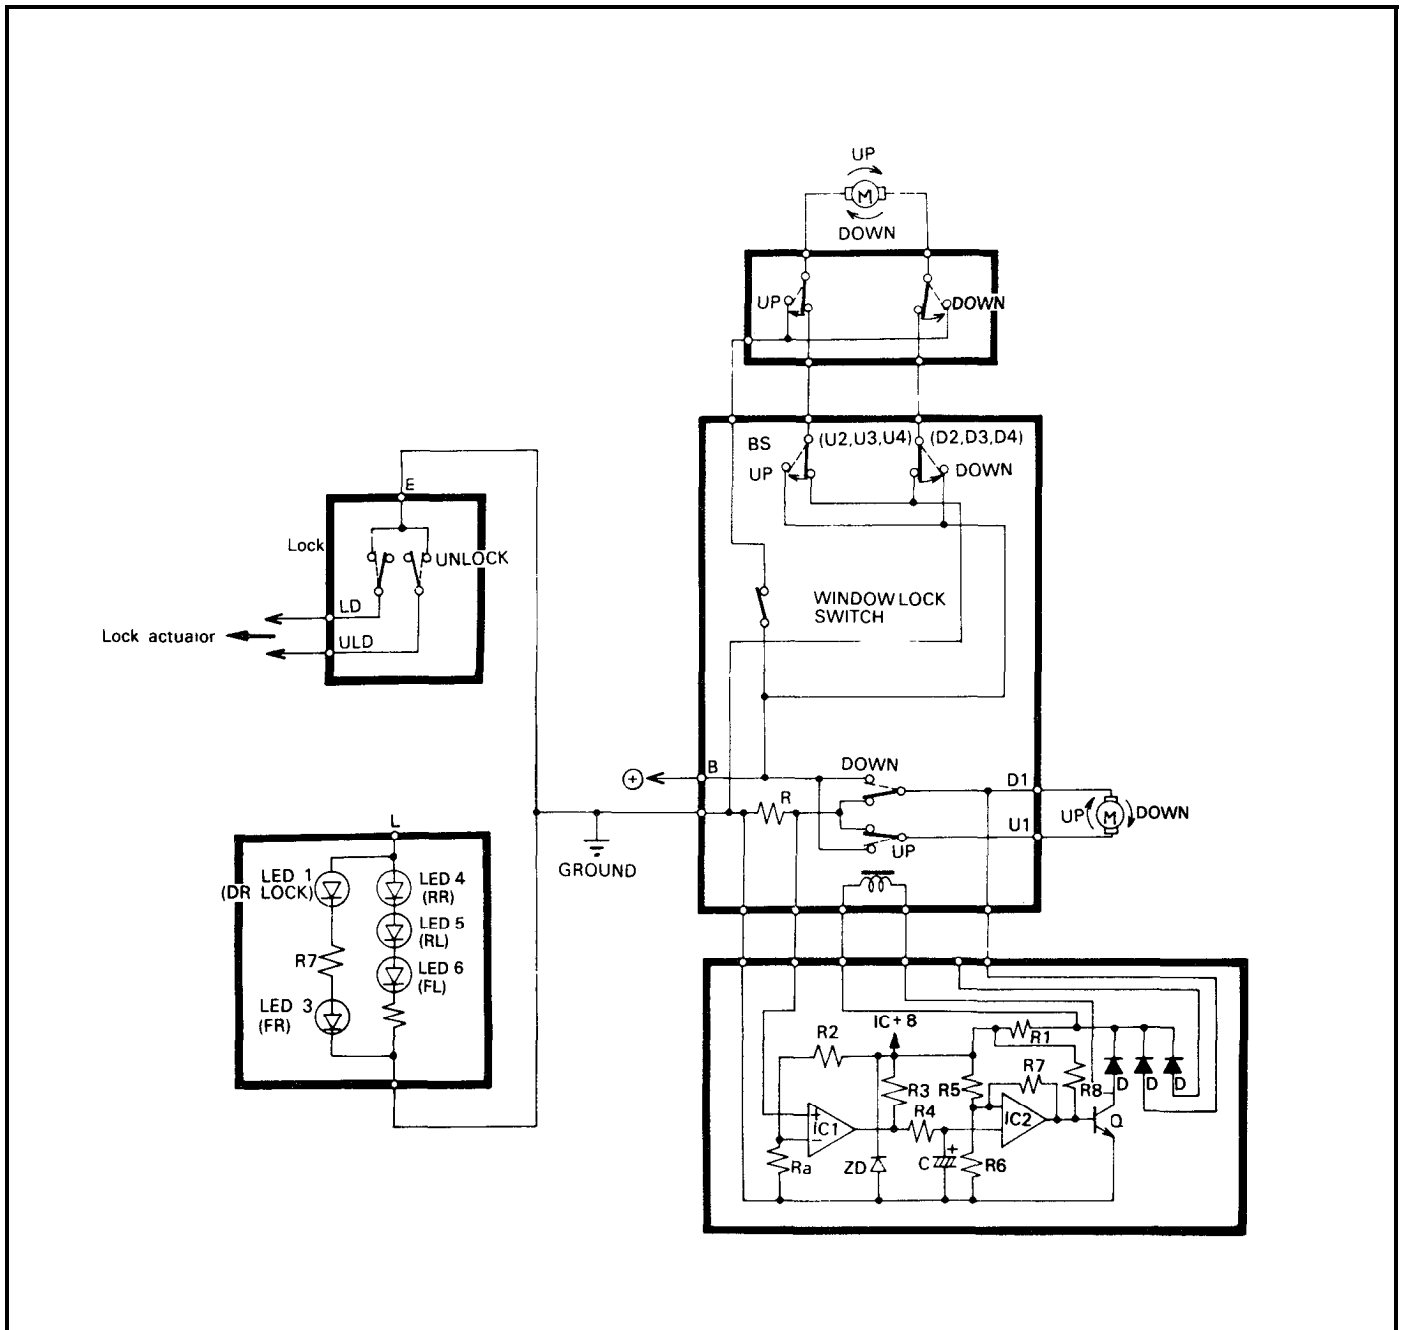 UP
M
DOWN
UP
DOWN
BS
(U2,U3,U4)
(D2,D3,D4)
UP
DOWN
E
Lock
UNLOCK
LD
Lock actuator
ULD
WINDOW LOCK
SWITCH
+
B
DOWN
D1
R
UP
M
DOWN
U1
UP
GROUND
L
LED 1
(DR LOCK)
LED 4
(RR)
LED 5
(RL)
R7
LED 6
(FL)
LED 3
(FR)
IC+8
R2
R1
R3
R5
R7
R8
D
D
D
R4
+
IC1
−
IC2
Q
Ra
ZD
C
+
R6